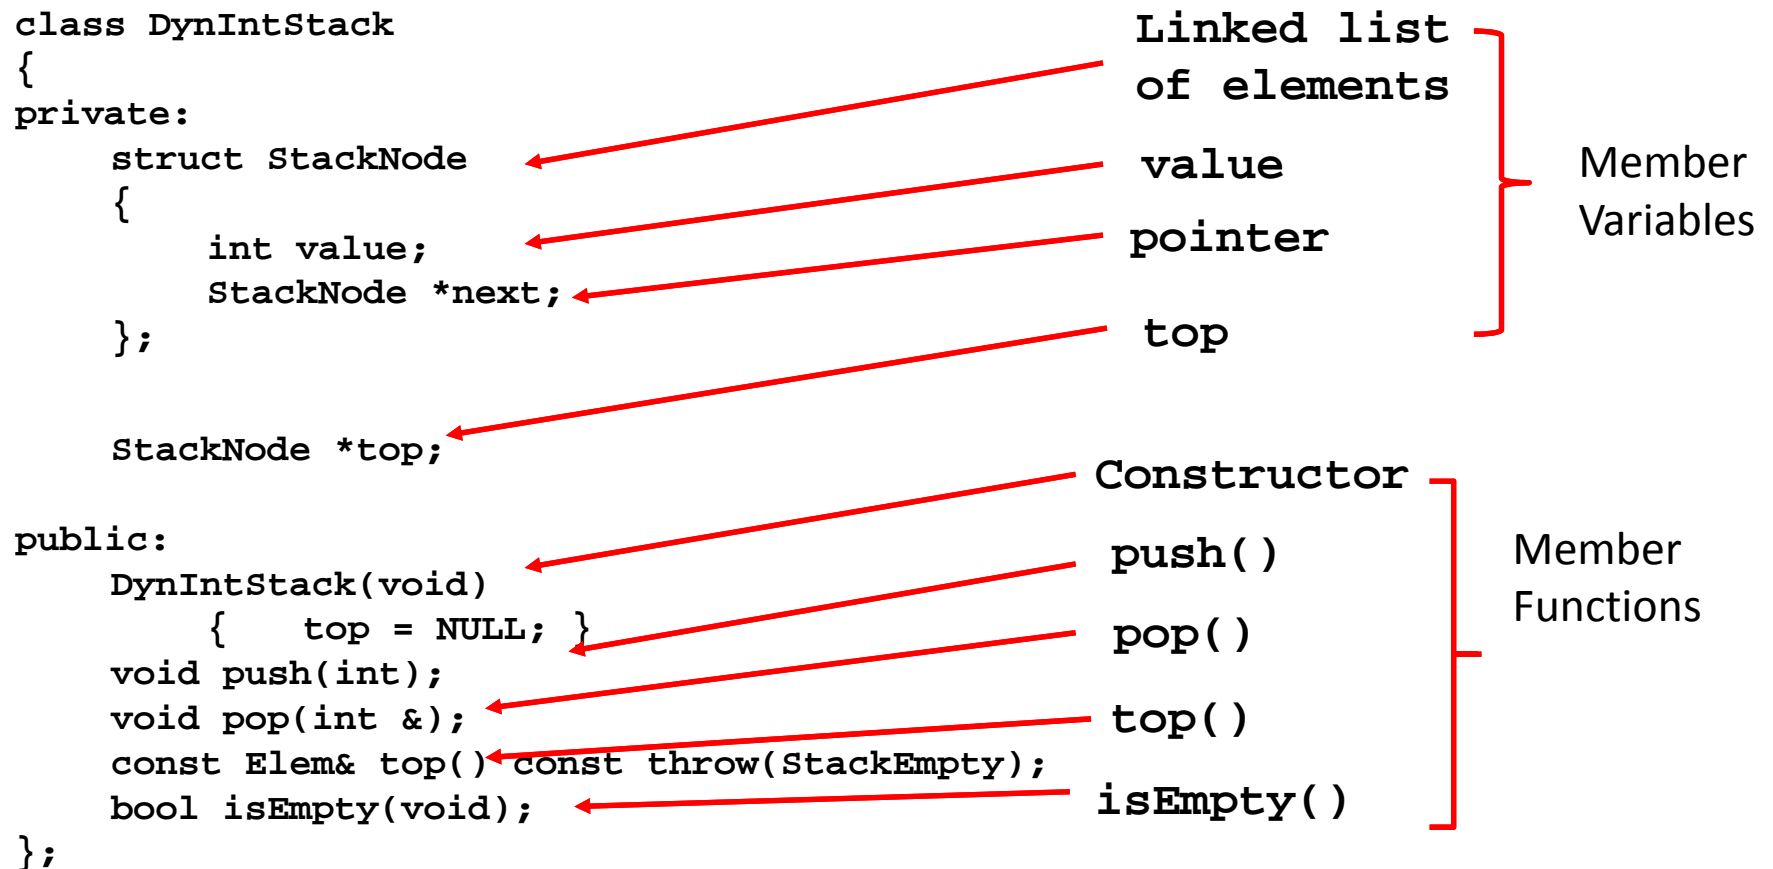 class DynIntStack
{
private:
struct StackNode
{
int value;
StackNode *next;
};
StackNode *top;
public:
DynIntStack(void)
{ top = NULL; }
void push(int);
void pop(int &);
const Elem& top() const throw(StackEmpty);
bool isEmpty(void);
};
Linked list
of elements
value
pointer
top
Member
Variables
Constructor
push()
pop()
top()
isEmpty()
Member
Functions